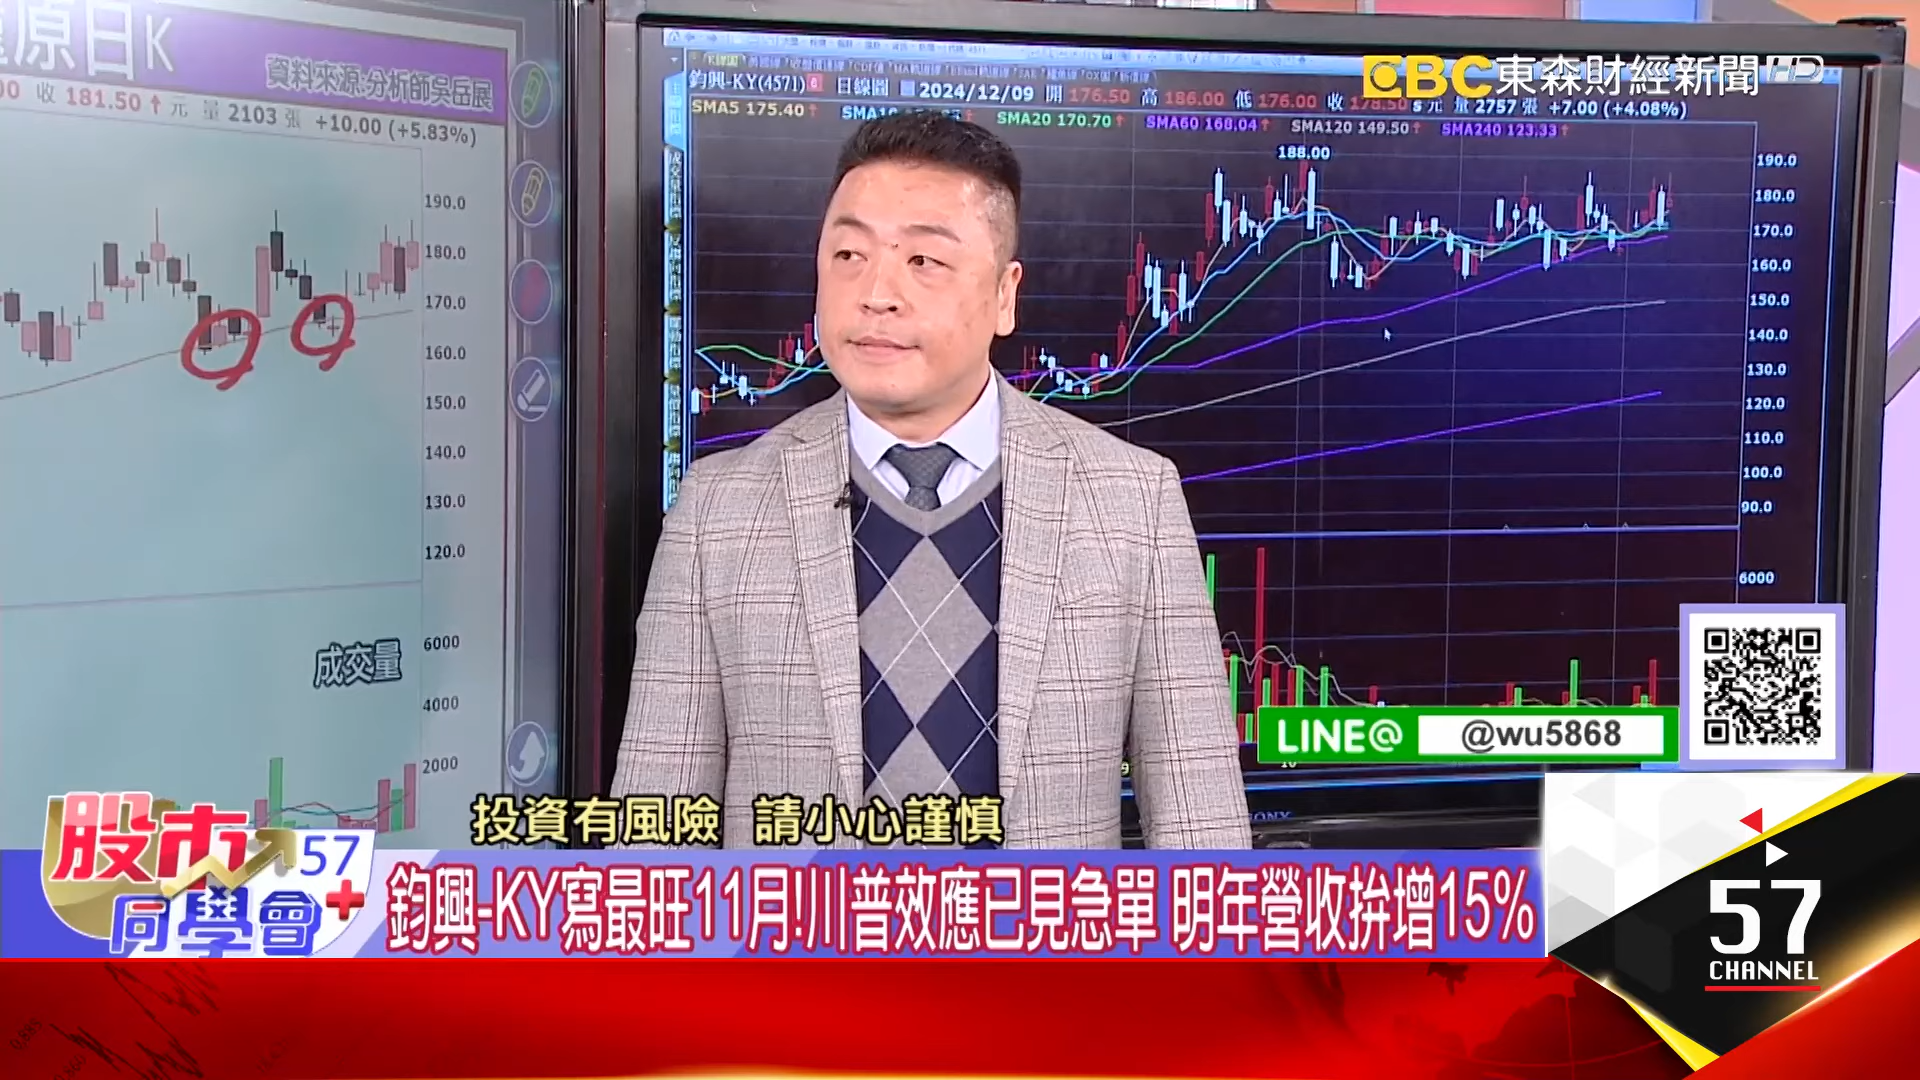 原日K
資料來源:分析師吳岳展
收 181.50↑元 量 2103 張 +10.00 (+5.83%)
190.0
180.0
170.0
160.0
150.0
140.0
130.0
120.0
成交量
6000
4000
2000
鈞興-KY(4571) 日線圖 2024/12/09 開 176.50 高 186.00 低 176.00 收 178.50 s元 量 2757 張 +7.00 (+4.08%)
SMA5 175.40↑
SMA20 170.70↑ SMA60 168.04↑ SMA120 149.50↑ SMA240 123.33↑
188.00
190.0
180.0
170.0
160.0
150.0
140.0
130.0
120.0
110.0
100.0
90.0
6000
EBC東森財經新聞HD
LINE@ @wu5868
投資有風險 請小心謹慎
股市
同學會
57
+
鈞興-KY寫最旺11月!川普效應已見急單 明年營收拚增15%
57
CHANNEL